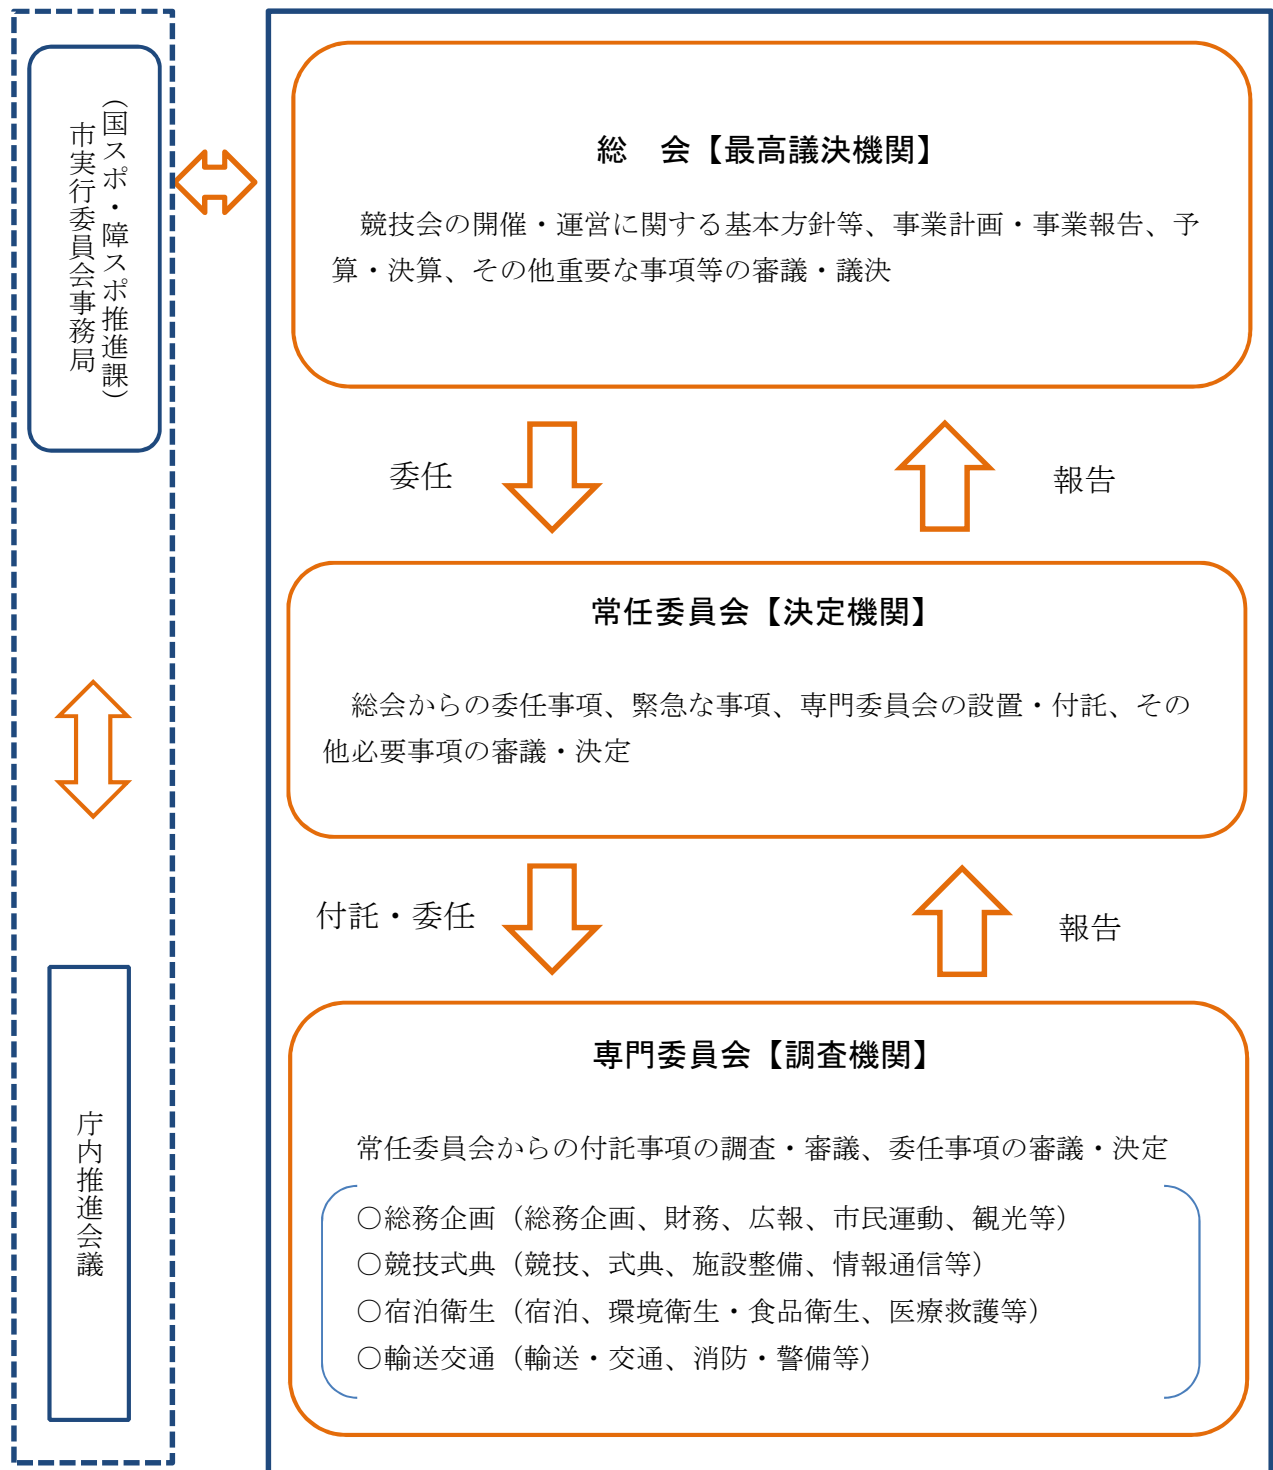 （国スポ・障スポ推進課）
市実行委員会事務局
庁内推進会議
総　会【最高議決機関】
競技会の開催・運営に関する基本方針等、事業計画・事業報告、予
算・決算、その他重要な事項等の審議・議決
委任
報告
常任委員会【決定機関】
総会からの委任事項、緊急な事項、専門委員会の設置・付託、その
他必要事項の審議・決定
付託・委任
報告
専門委員会【調査機関】
常任委員会からの付託事項の調査・審議、委任事項の審議・決定
○総務企画（総務企画、財務、広報、市民運動、観光等）
○競技式典（競技、式典、施設整備、情報通信等）
○宿泊衛生（宿泊、環境衛生・食品衛生、医療救護等）
○輸送交通（輸送・交通、消防・警備等）